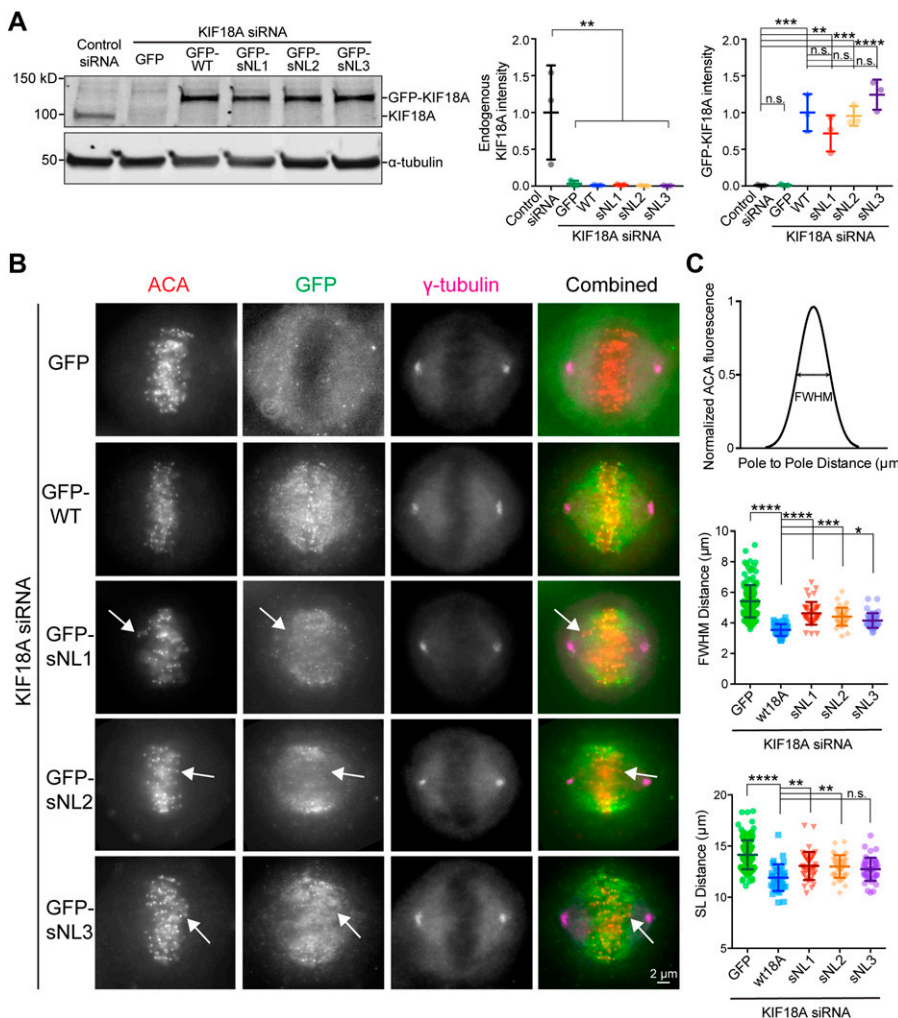 A
KIF18A siRNA
Control siRNA
GFP
GFP-WT
GFP-sNL1
GFP-sNL2
GFP-sNL3
150 kD
100
50
GFP-KIF18A
KIF18A
α-tubulin
Endogenous
KIF18A intensity
2.0
1.5
1.0
0.5
0.0
**
Control
siRNA
GFP
WT
sNL1
sNL2
sNL3
KIF18A siRNA
GFP-KIF18A intensity
2.0
1.5
1.0
0.5
0.0
***
**
***
****
n.s.
n.s.
n.s.
n.s.
Control
siRNA
GFP
WT
sNL1
sNL2
sNL3
KIF18A siRNA
B
ACA
GFP
γ-tubulin
Combined
KIF18A siRNA
GFP
GFP-
WT
GFP-
sNL1
GFP-
sNL2
GFP-
sNL3
2 μm
C
Normalized ACA fluorescence
1
0.5
0
FWHM
Pole to Pole Distance (μm
FWHM Distance (μm)
10
8
6
4
2
0
****
****
***
*
GFP
wt18A
sNL1
sNL2
sNL3
KIF18A siRNA
SL Distance (μm)
20
15
10
5
****
**
**
n.s.
GFP
wt18A
sNL1
sNL2
sNL3
KIF18A siRNA